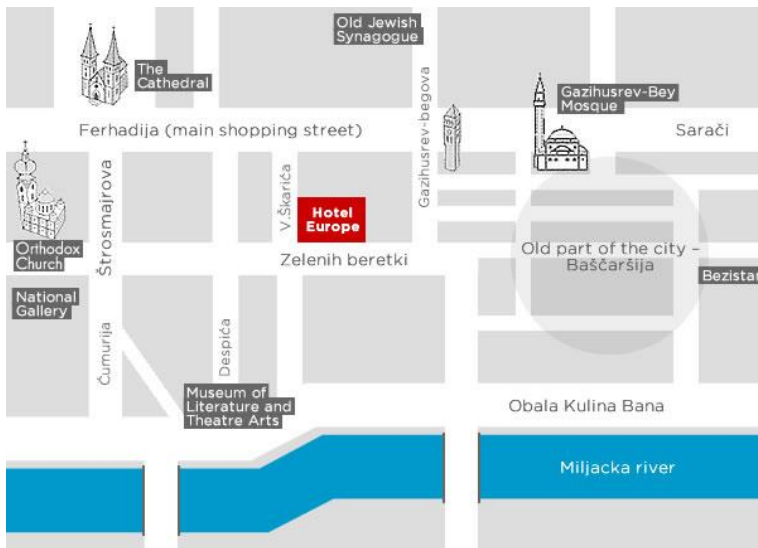 Old Jewish
Synagogue
The
Cathedral
Gazihusrev-Bey
Mosque
Ferhadija (main shopping street)
Gazihusrev-begova
Sarači
Štrosmajrova
V.Škarića
Hotel
Europe
Orthodox
Church
Zelenih beretki
Old part of the city –
Baščaršija
Bezistan
National
Gallery
Ćumurija
Despića
Museum of
Literature and
Theatre Arts
Obala Kulina Bana
Miljacka river